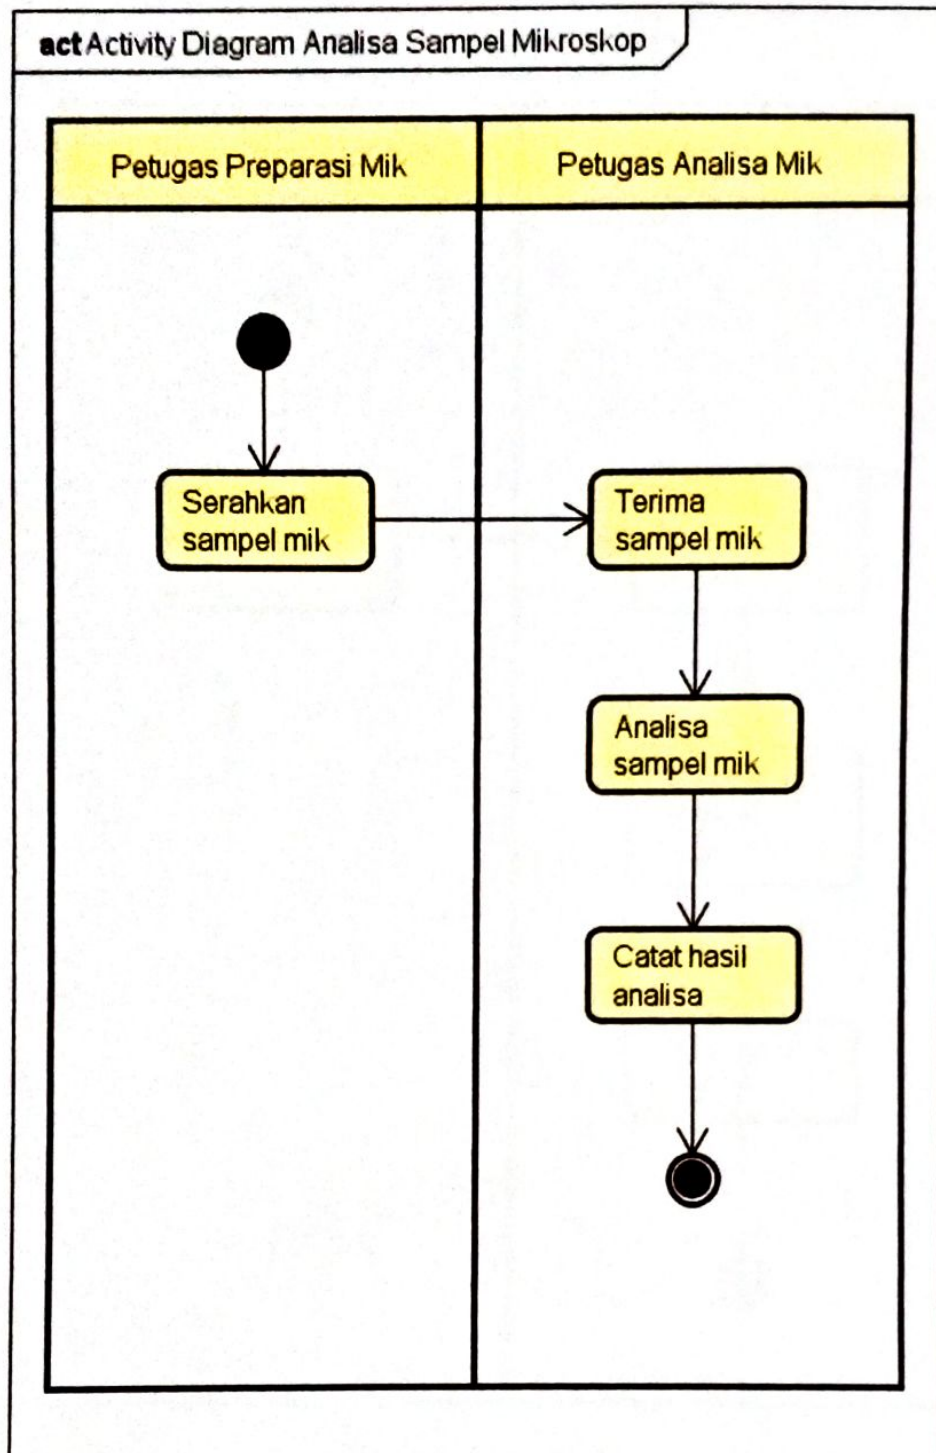 act Activity Diagram Analisa Sampel Mikroskop
Petugas Preparasi Mik
Petugas Analisa Mik
Serahkan
sampel mik
Terima
sampel mik
Analisa
sampel mik
Catat hasil
analisa